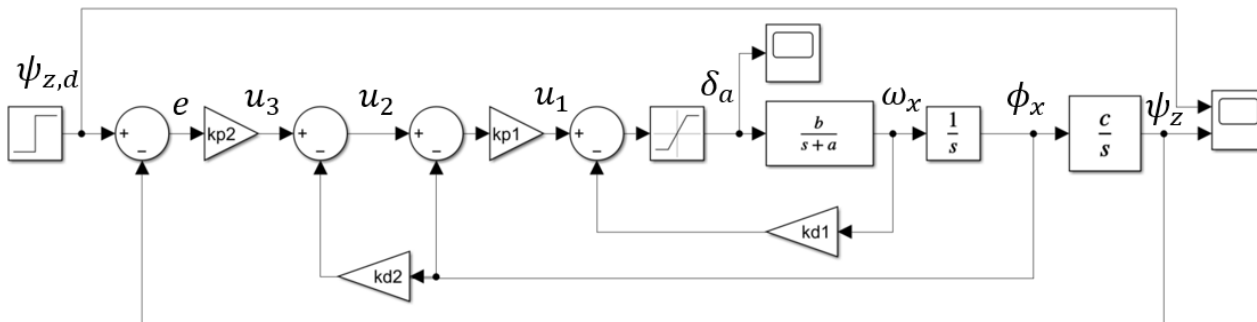 ψz,d
+
−
e
kp2
u3
+
−
u2
+
−
kp1
u1
+
−
δa
b
s + a
ωx
1
s
ϕx
c
s
ψz
kd1
kd2